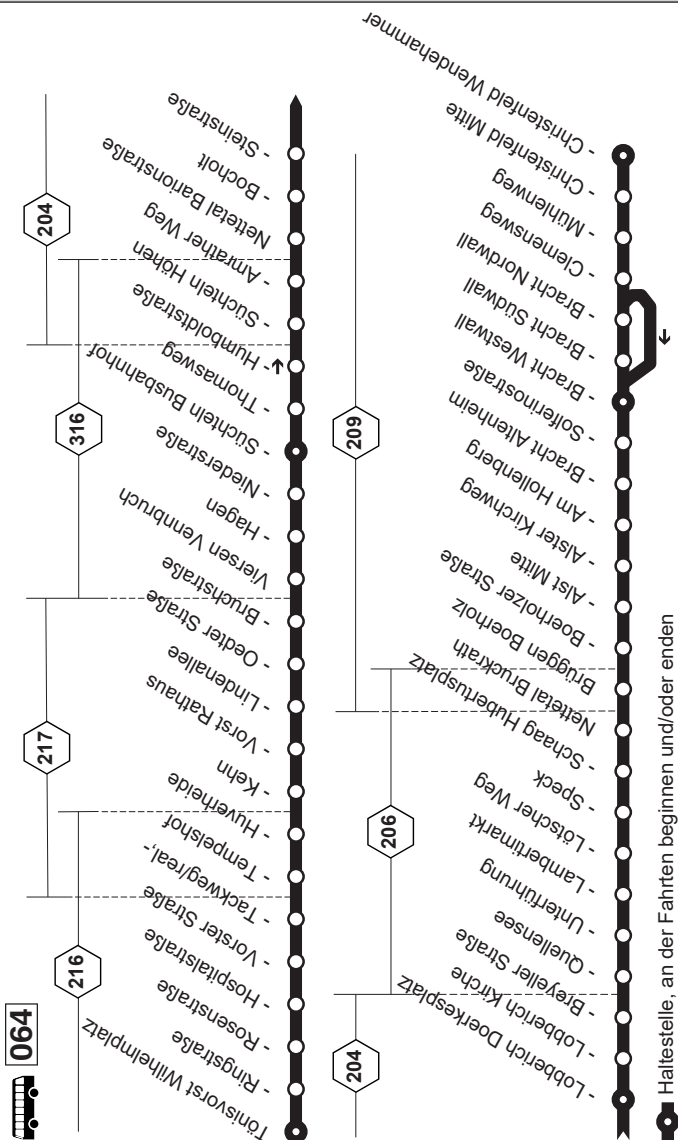 064
216
217
316
204
Tönisvorst Wilhelmplatz
- Ringstraße
- Rosenstraße
- Hospitalstraße
- Vorster Straße
- Tackweg/real,-
- Tempelshof
- Huverheide
- Kehn
- Vorst Rathaus
- Lindenallee
- Oedter Straße
- Bruchstraße
Viersen Vennbruch
- Hagen
- Niederstraße
- Süchteln Busbahnhof
- Thomasweg
- Humboldtstraße
- Süchteln Höhen
- Amrather Weg
Nettetal Barionstraße
- Bocholt
- Steinstraße
204
206
209
- Lobberich Doerkesplatz
- Lobberich Kirche
- Breyeller Straße
- Quellensee
- Unterführung
- Lambertimarkt
- Lötscher Weg
- Speck
- Schaag Hubertusplatz
Nettetal Bruckrath
Brüggen Boerholz
- Boerholzer Straße
- Alst Mitte
- Alster Kirchweg
- Am Hollenberg
- Bracht Altenheim
- Solferinostraße
- Bracht Westwall
- Bracht Südwall
- Bracht Nordwall
- Clemensweg
- Mühlenweg
- Christenfeld Mitte
- Christenfeld Wendehammer
Haltestelle, an der Fahrten beginnen und/oder enden